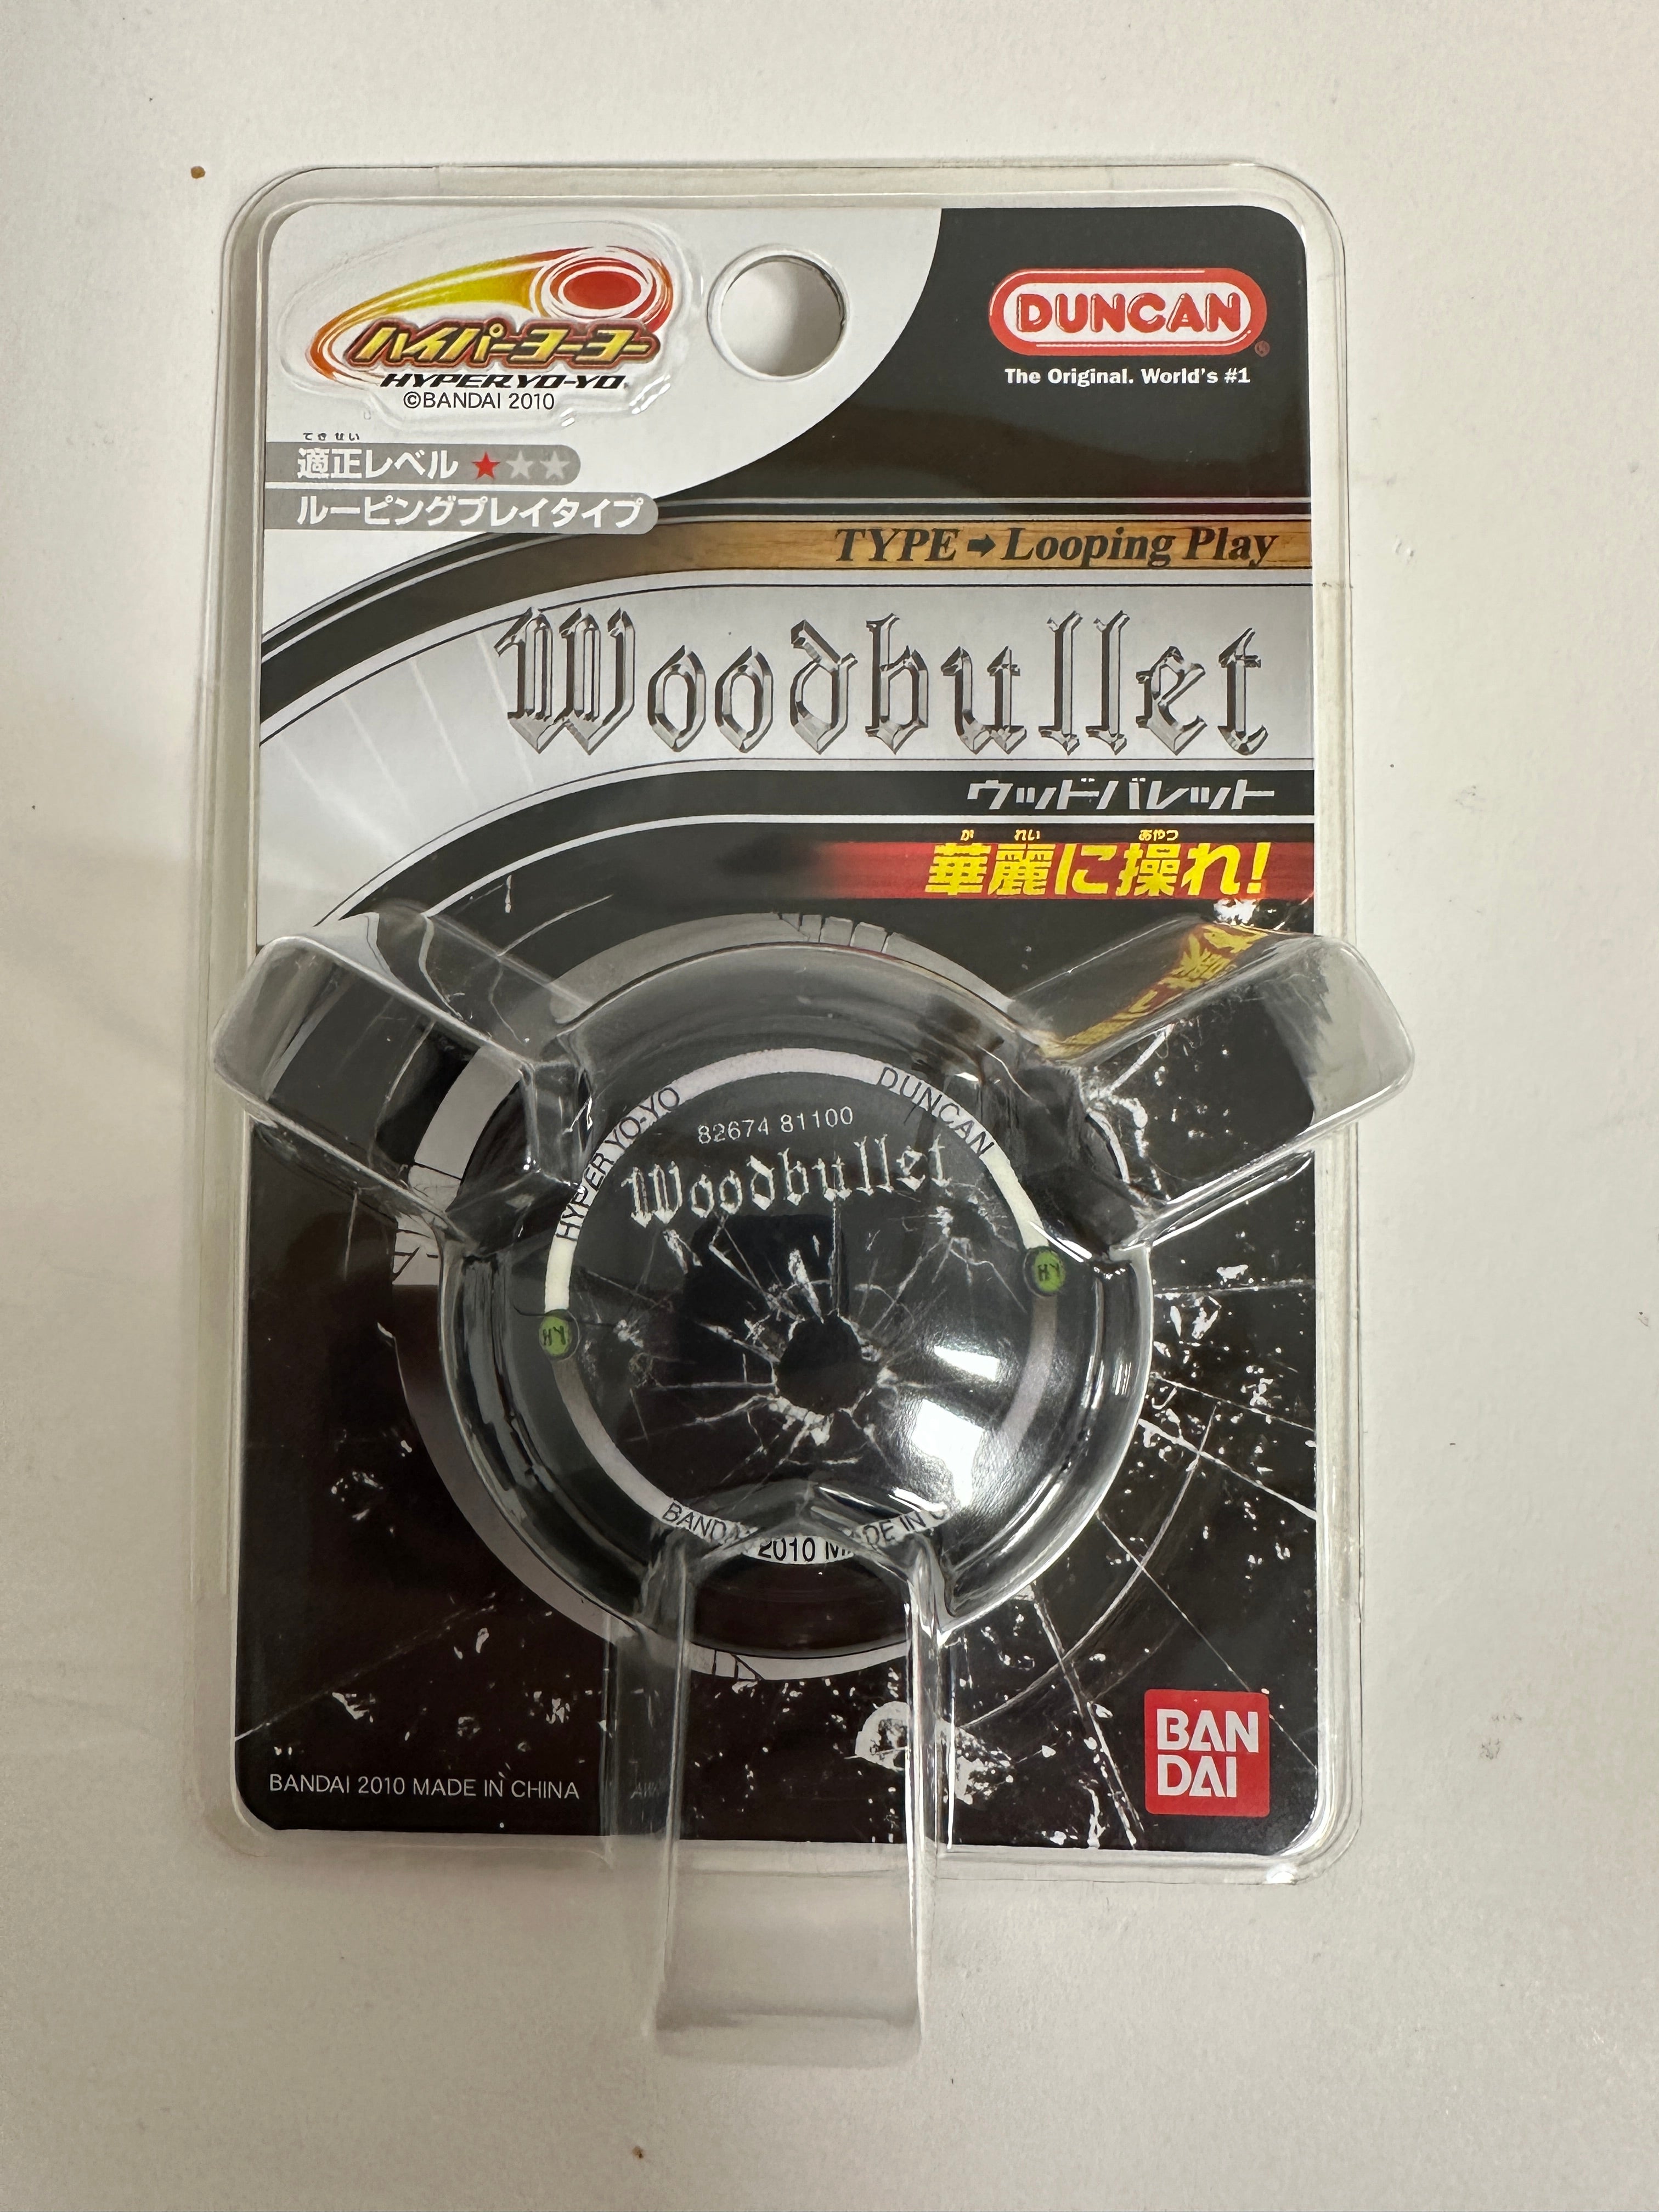 ハイパーヨーヨー
HYPER YO-YO
©BANDAI 2010
DUNCAN
®
The Original. World's #1
てきせい
適正レベル ★★★
ルーピングプレイタイプ
TYPE ➡ Looping Play
Woodbullet
ウッドバレット
か れい あやつ
華麗に操れ!
HYPER YO-YO
DUNCAN
82674 81100
Woodbullet
HY
HY
BANDAI 2010 MADE IN
BANDAI 2010 MADE IN CHINA
BAN
DAI